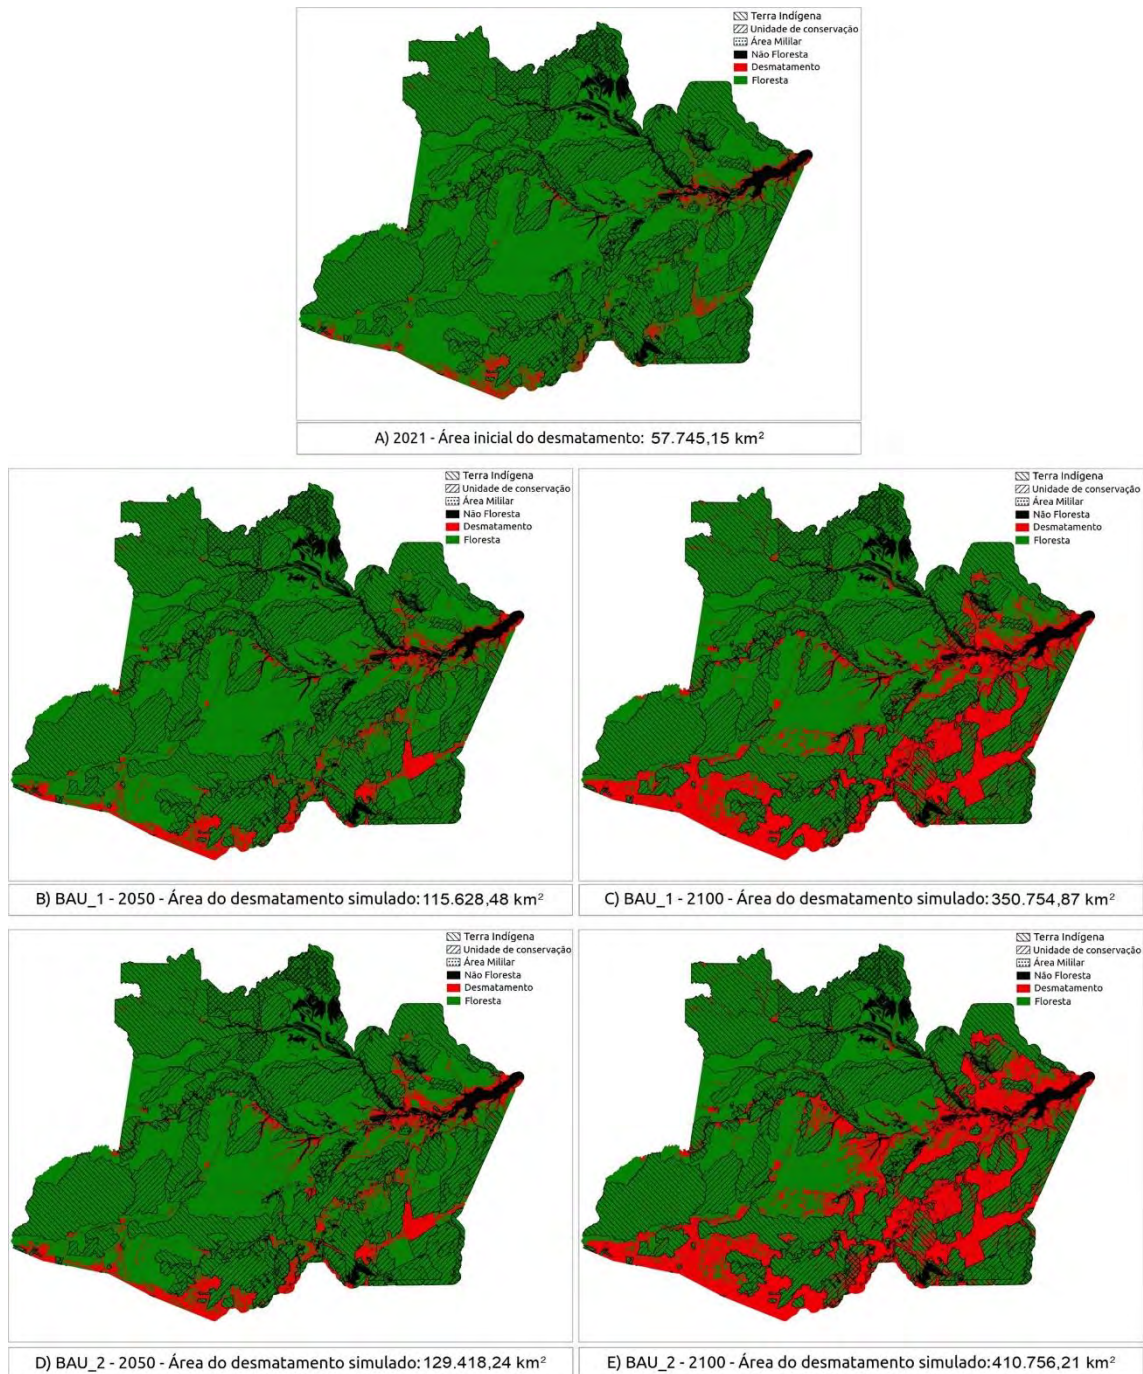 Terra Indígena
Unidade de conservação
Área Mililar
Não Floresta
Desmatamento
Floresta
A) 2021 - Área inicial do desmatamento: 57.745,15 km²
Terra Indígena
Unidade de conservação
Área Mililar
Não Floresta
Desmatamento
Floresta
B) BAU_1 - 2050 - Área do desmatamento simulado: 115.628,48 km²
Terra Indígena
Unidade de conservação
Área Mililar
Não Floresta
Desmatamento
Floresta
C) BAU_1 - 2100 - Área do desmatamento simulado: 350.754,87 km²
Terra Indígena
Unidade de conservação
Área Mililar
Não Floresta
Desmatamento
Floresta
D) BAU_2 - 2050 - Área do desmatamento simulado: 129.418,24 km²
Terra Indígena
Unidade de conservação
Área Mililar
Não Floresta
Desmatamento
Floresta
E) BAU_2 - 2100 - Área do desmatamento simulado: 410.756,21 km²